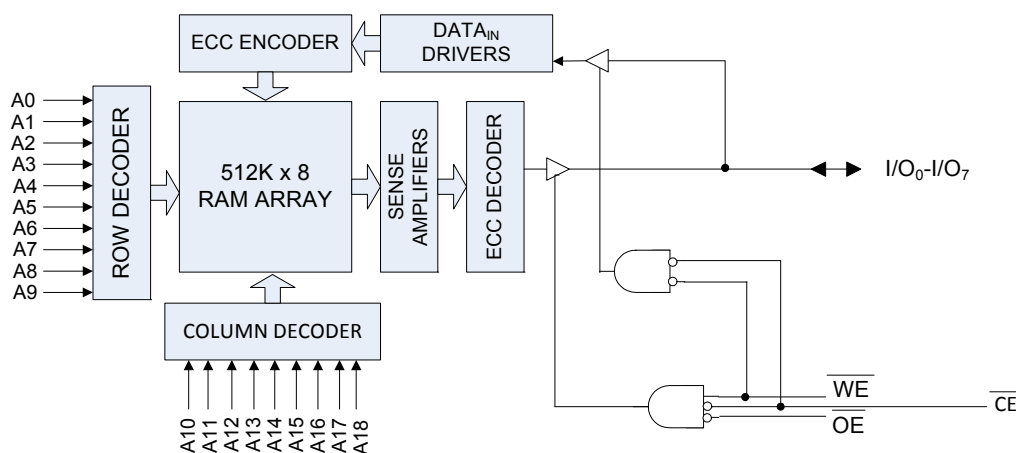 ECC ENCODER
DATAIN
DRIVERS
A0
A1
A2
A3
A4
A5
A6
A7
A8
A9
ROW DECODER
512K x 8
RAM ARRAY
SENSE
AMPLIFIERS
ECC DECODER
I/O0-I/O7
COLUMN DECODER
A10
A11
A12
A13
A14
A15
A16
A17
A18
WE
OE
CE